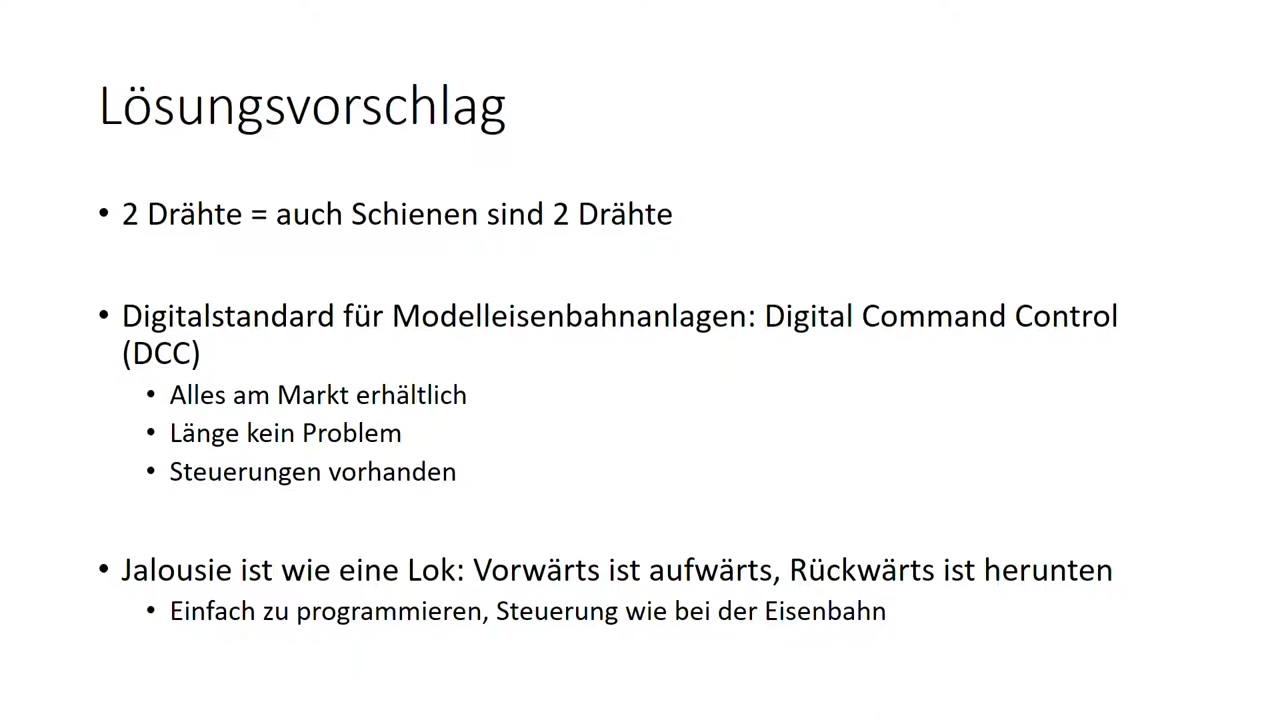 Lösungsvorschlag
• 2 Drähte = auch Schienen sind 2 Drähte
• Digitalstandard für Modelleisenbahnanlagen: Digital Command Control
(DCC)
• Alles am Markt erhältlich
• Länge kein Problem
• Steuerungen vorhanden
• Jalousie ist wie eine Lok: Vorwärts ist aufwärts, Rückwärts ist herunten
• Einfach zu programmieren, Steuerung wie bei der Eisenbahn